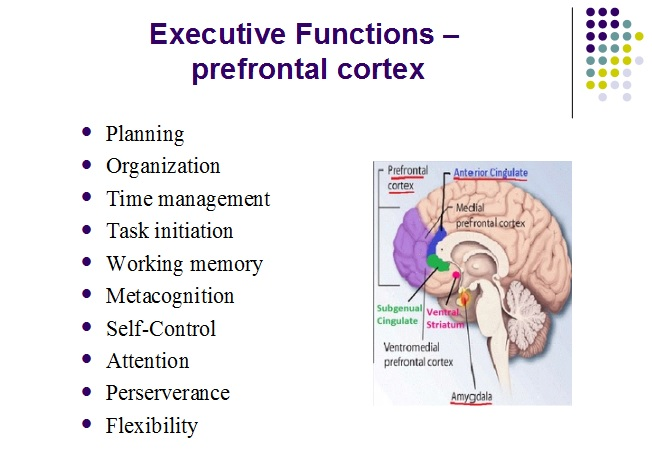 Executive Functions –
prefrontal cortex
Planning
Organization
Time management
Task initiation
Working memory
Metacognition
Self-Control
Attention
Perserverance
Flexibility
Prefrontal
cortex
Anterior Cingulate
Medial
prefrontal cortex
Subgenual
Cingulate
Ventral
Striatum
Ventromedial
prefrontal cortex
Amygdala